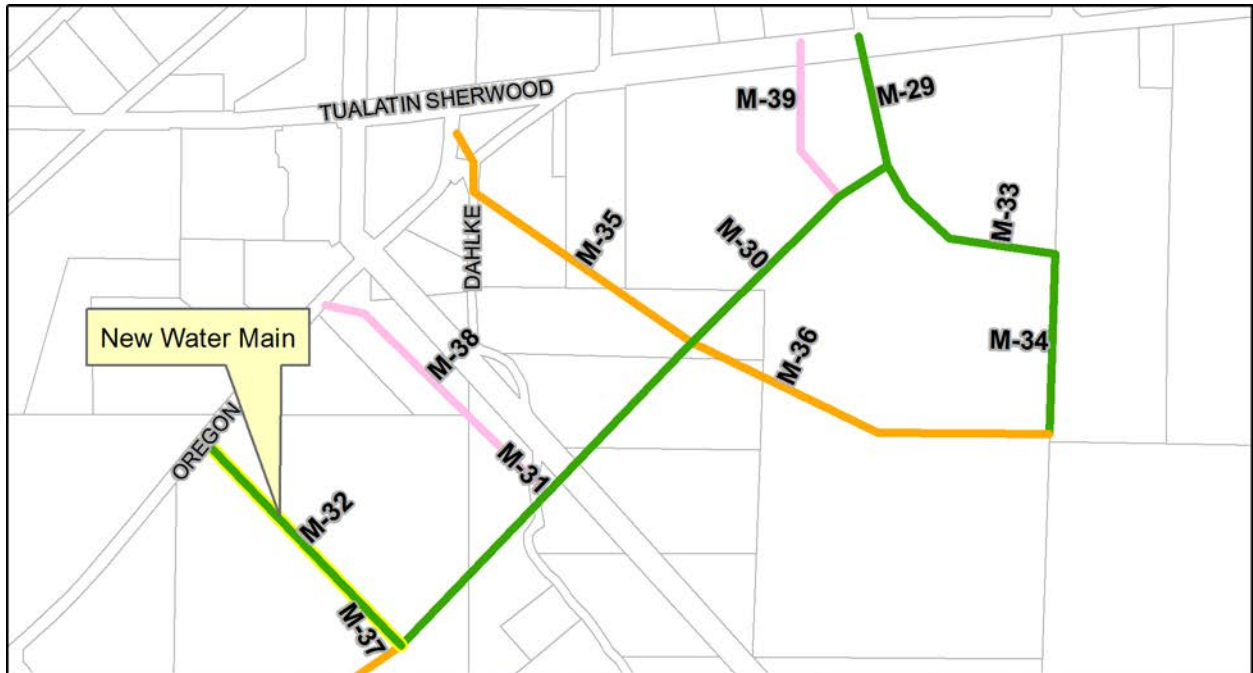 TUALATIN SHERWOOD
M-39
M-29
M-33
M-35
DAHLKE
M-30
New Water Main
M-38
M-36
M-34
OREGON
M-31
M-32
M-37